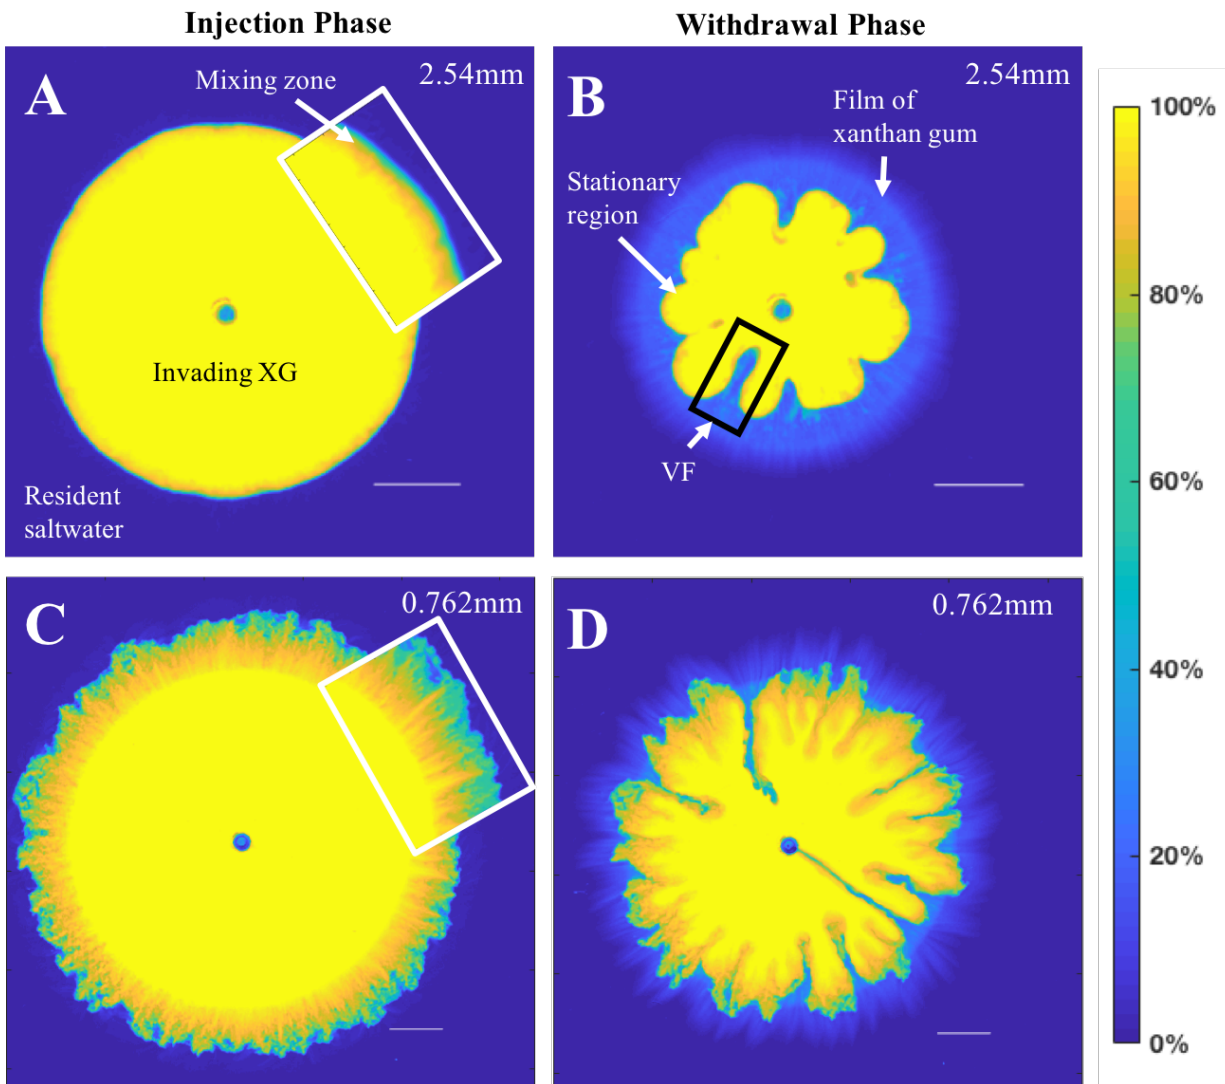 Injection Phase
Withdrawal Phase
A
Mixing zone
2.54mm
Invading XG
Resident
saltwater
B
2.54mm
Film of
xanthan gum
Stationary
region
VF
C
0.762mm
D
0.762mm
100%
80%
60%
40%
20%
0%